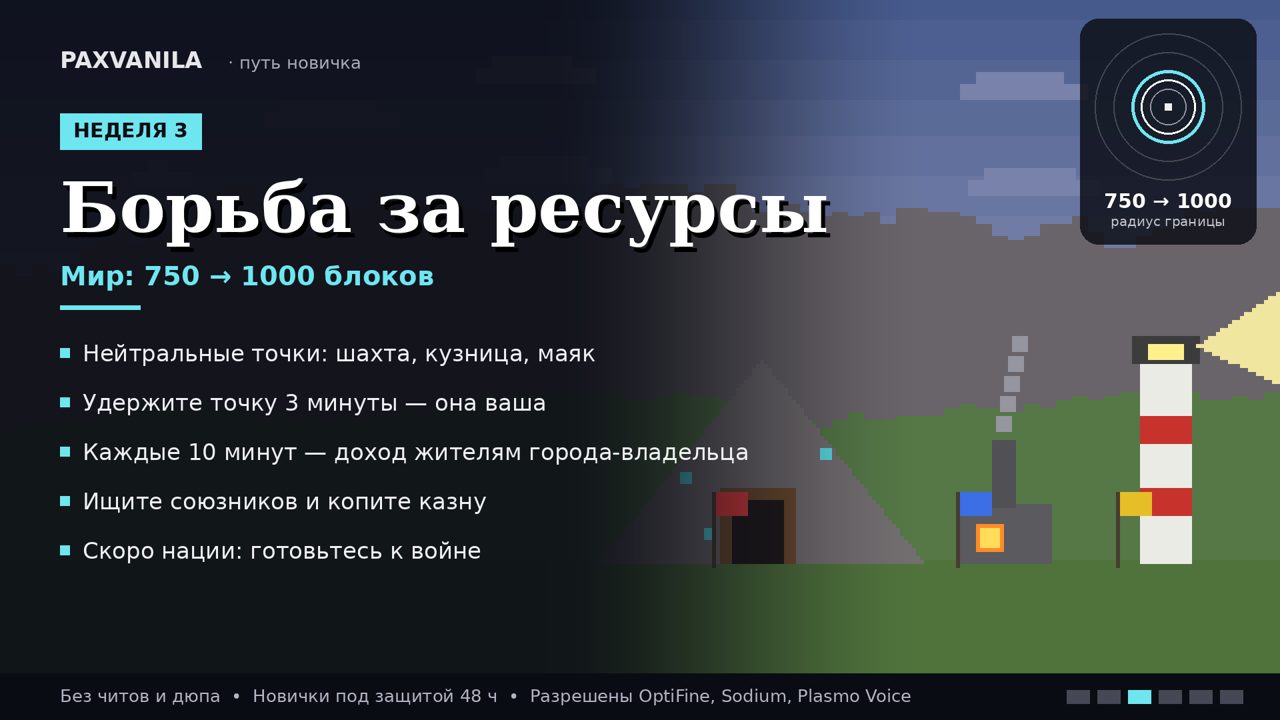 PAXVANILA · путь новичка
НЕДЕЛЯ 3
Борьба за ресурсы
Мир: 750 → 1000 блоков
Нейтральные точки: шахта, кузница, маяк
Удержите точку 3 минуты — она ваша
Каждые 10 минут — доход жителям города-владельца
Ищите союзников и копите казну
Скоро нации: готовьтесь к войне
750 → 1000
радиус границы
Без читов и дюпа • Новички под защитой 48 ч • Разрешены OptiFine, Sodium, Plasmo Voice